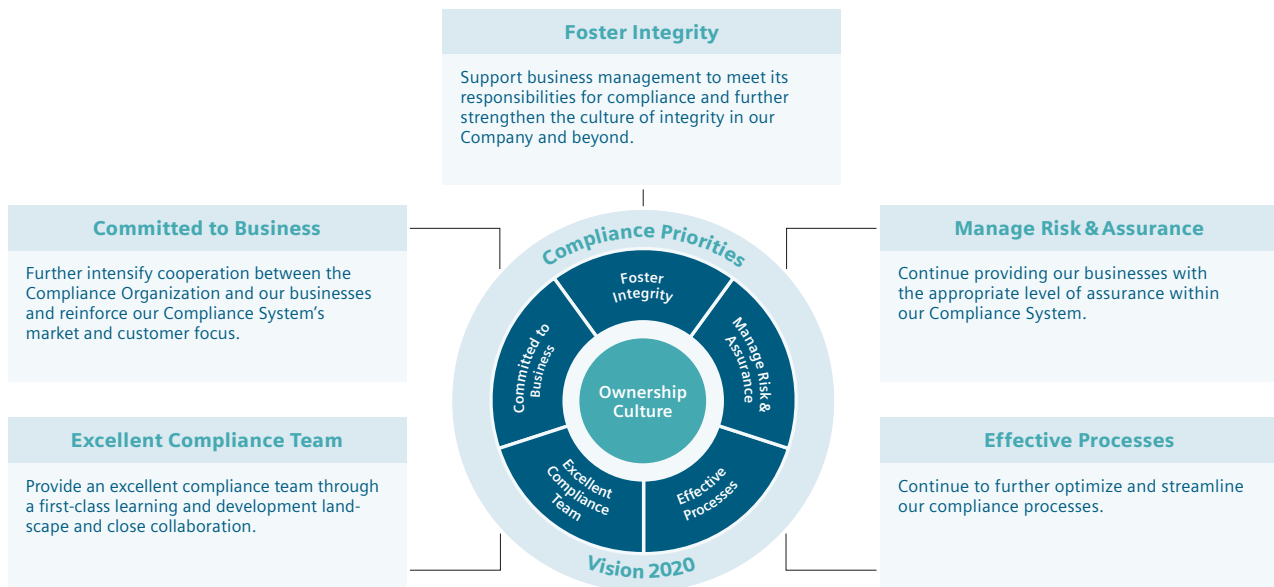 Foster Integrity
Support business management to meet its
responsibilities for compliance and further
strengthen the culture of integrity in our
Company and beyond.
Committed to Business
Further intensify cooperation between the
Compliance Organization and our businesses
and reinforce our Compliance System’s
market and customer focus.
Manage Risk & Assurance
Continue providing our businesses with
the appropriate level of assurance within
our Compliance System.
Excellent Compliance Team
Provide an excellent compliance team through
a first-class learning and development land-
scape and close collaboration.
Effective Processes
Continue to further optimize and streamline
our compliance processes.
Compliance Priorities
Foster
Integrity
Committed to
Business
Manage Risk &
Assurance
Ownership
Culture
Excellent
Compliance
Team
Effective
Processes
Vision 2020